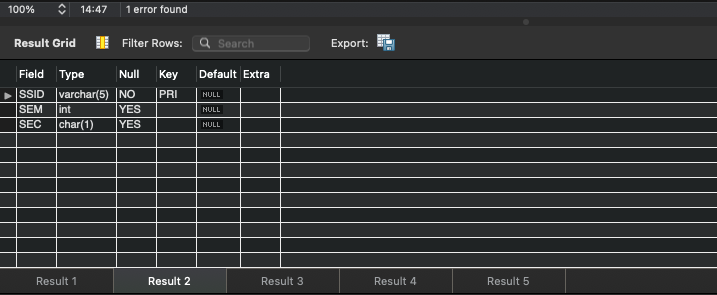 100% 14:47 1 error found
Result Grid Filter Rows: Search Export:
Field Type Null Key Default Extra
SSID varchar(5) NO PRI NULL
SEM int YES NULL
SEC char(1) YES NULL
Result 1 Result 2 Result 3 Result 4 Result 5